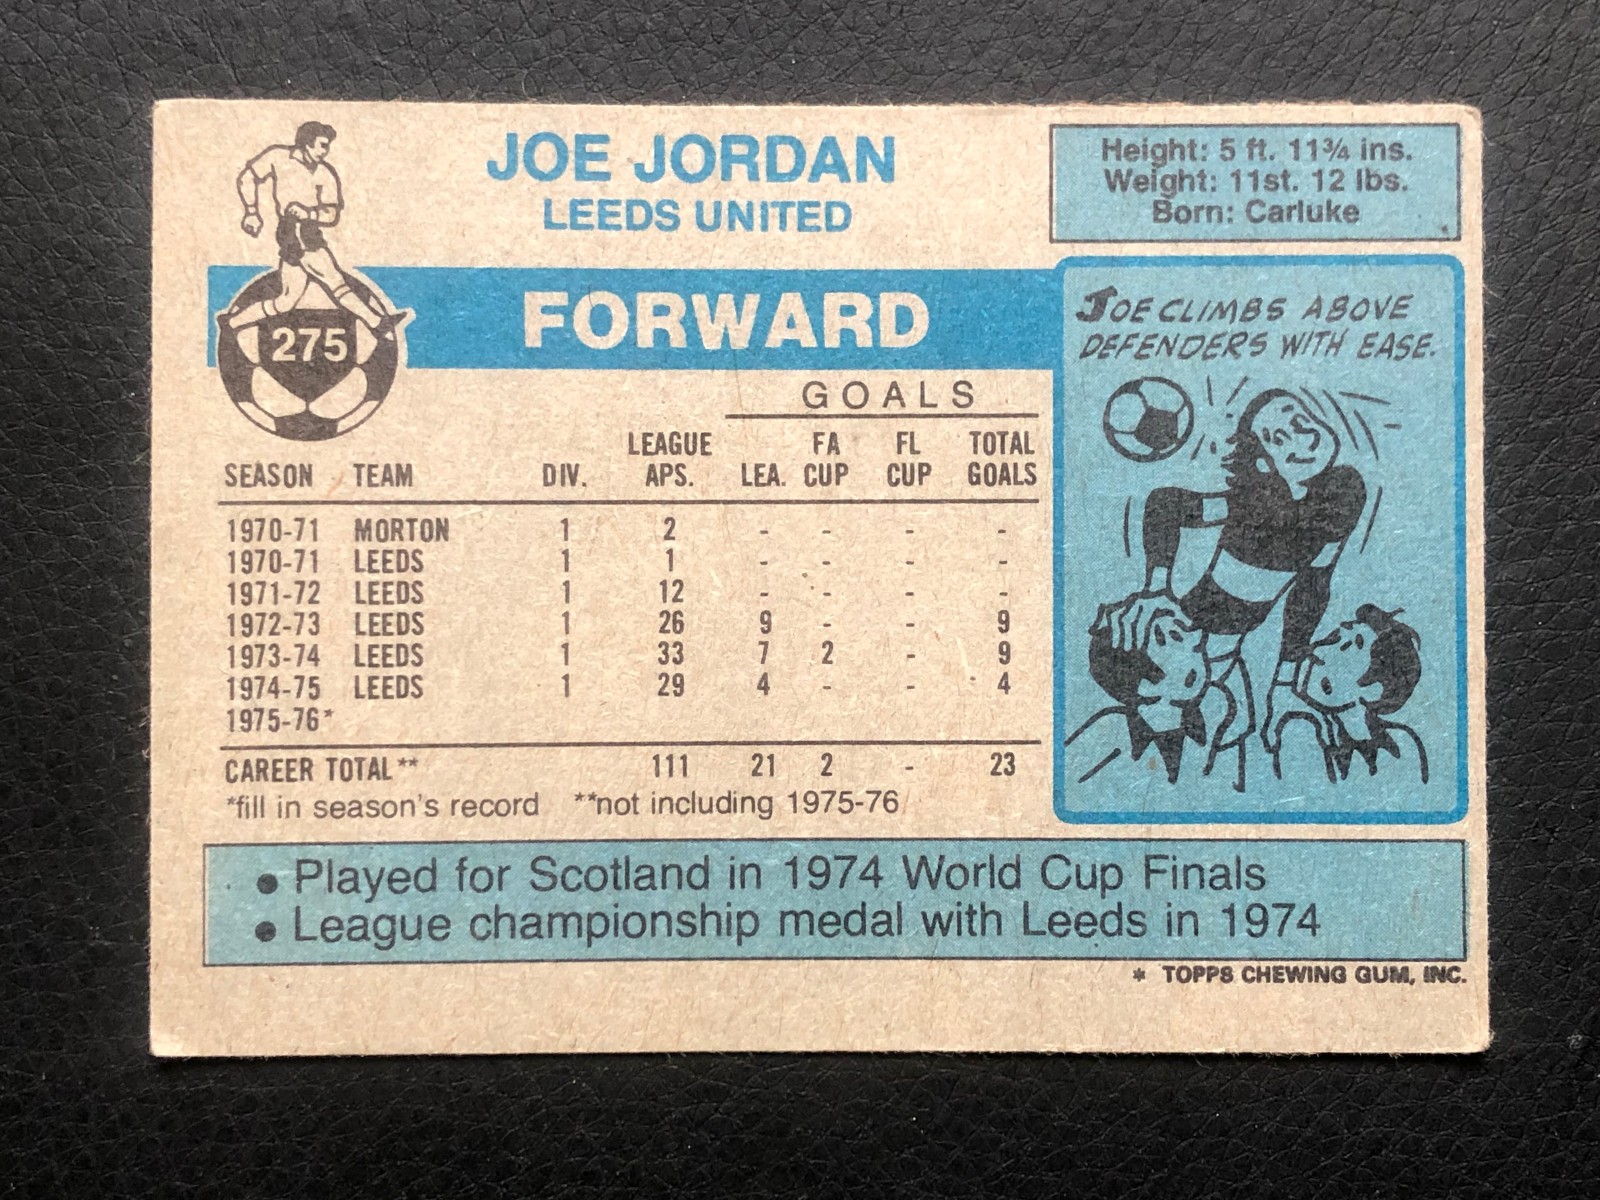 JOE JORDAN
LEEDS UNITED
Height: 5 ft. 11¾ ins.
Weight: 11st. 12 lbs.
Born: Carluke
275
FORWARD
JOE CLIMBS ABOVE
DEFENDERS WITH EASE.
GOALS
SEASON TEAM DIV. LEAGUE APS. LEA. FA CUP FL CUP TOTAL GOALS
1970-71 MORTON 1 2 - - - -
1970-71 LEEDS 1 1 - - - -
1971-72 LEEDS 1 12 - - - -
1972-73 LEEDS 1 26 9 - - 9
1973-74 LEEDS 1 33 7 2 - 9
1974-75 LEEDS 1 29 4 - - 4
1975-76*
CAREER TOTAL** 111 21 2 - 23
*fill in season's record **not including 1975-76
• Played for Scotland in 1974 World Cup Finals
• League championship medal with Leeds in 1974
* TOPPS CHEWING GUM, INC.